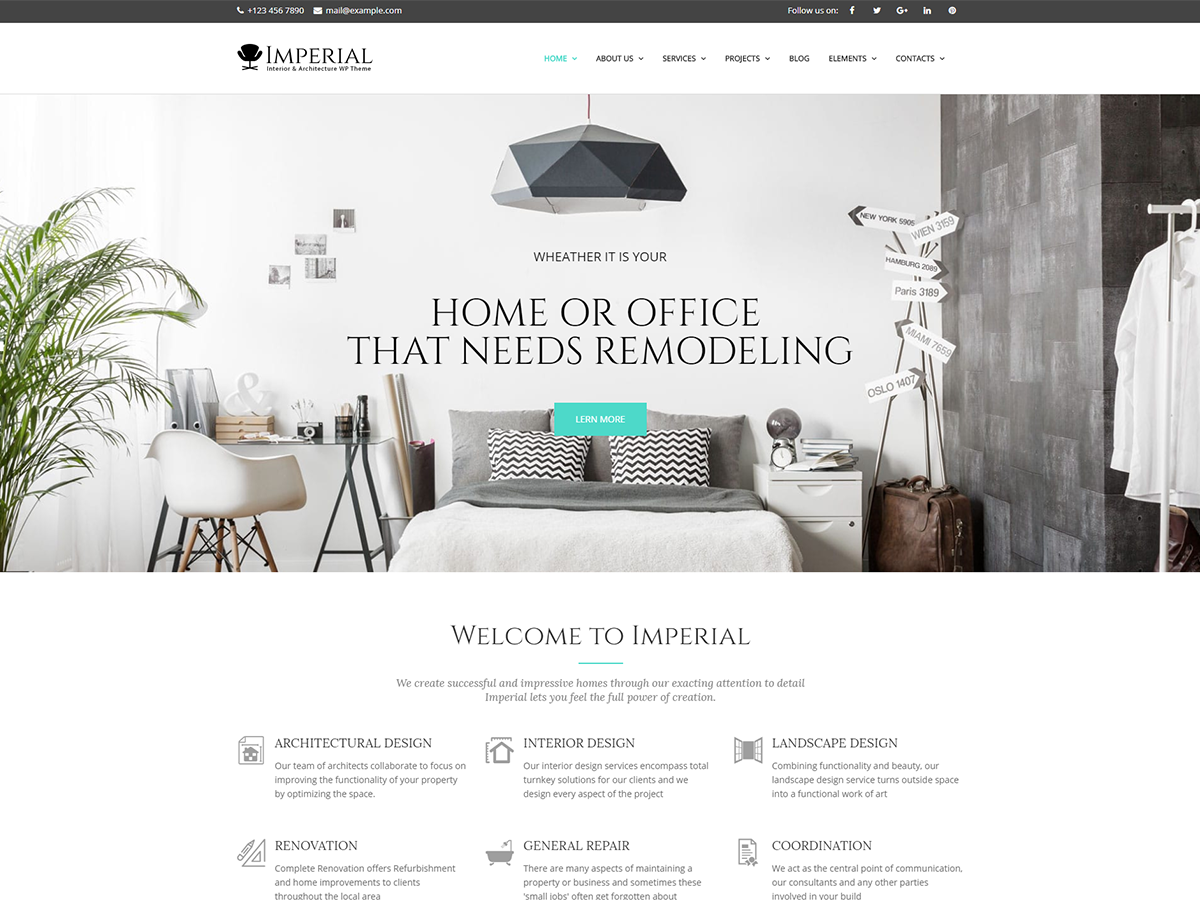 +123 456 7890 mail@example.com Follow us on:
IMPERIAL
Interior & Architecture WP Theme
HOME ABOUT US SERVICES PROJECTS BLOG ELEMENTS CONTACTS
NEW YORK 5905
WIEN 3159
HAMBURG 2089
Paris 3189
MIAMI 7659
OSLO 1407
&
WHEATHER IT IS YOUR
HOME OR OFFICE
THAT NEEDS REMODELING
LERN MORE
WELCOME TO IMPERIAL
We create successful and impressive homes through our exacting attention to detail
Imperial lets you feel the full power of creation.
ARCHITECTURAL DESIGN
Our team of architects collaborate to focus on
improving the functionality of your property
by optimizing the space.
INTERIOR DESIGN
Our interior design services encompass total
turnkey solutions for our clients and we
design every aspect of the project
LANDSCAPE DESIGN
Combining functionality and beauty, our
landscape design service turns outside space
into a functional work of art
RENOVATION
Complete Renovation offers Refurbishment
and home improvements to clients
throughout the local area
GENERAL REPAIR
There are many aspects of maintaining a
property or business and sometimes these
'small jobs' often get forgotten about
COORDINATION
We act as the central point of communication,
our consultants and any other parties
involved in your build